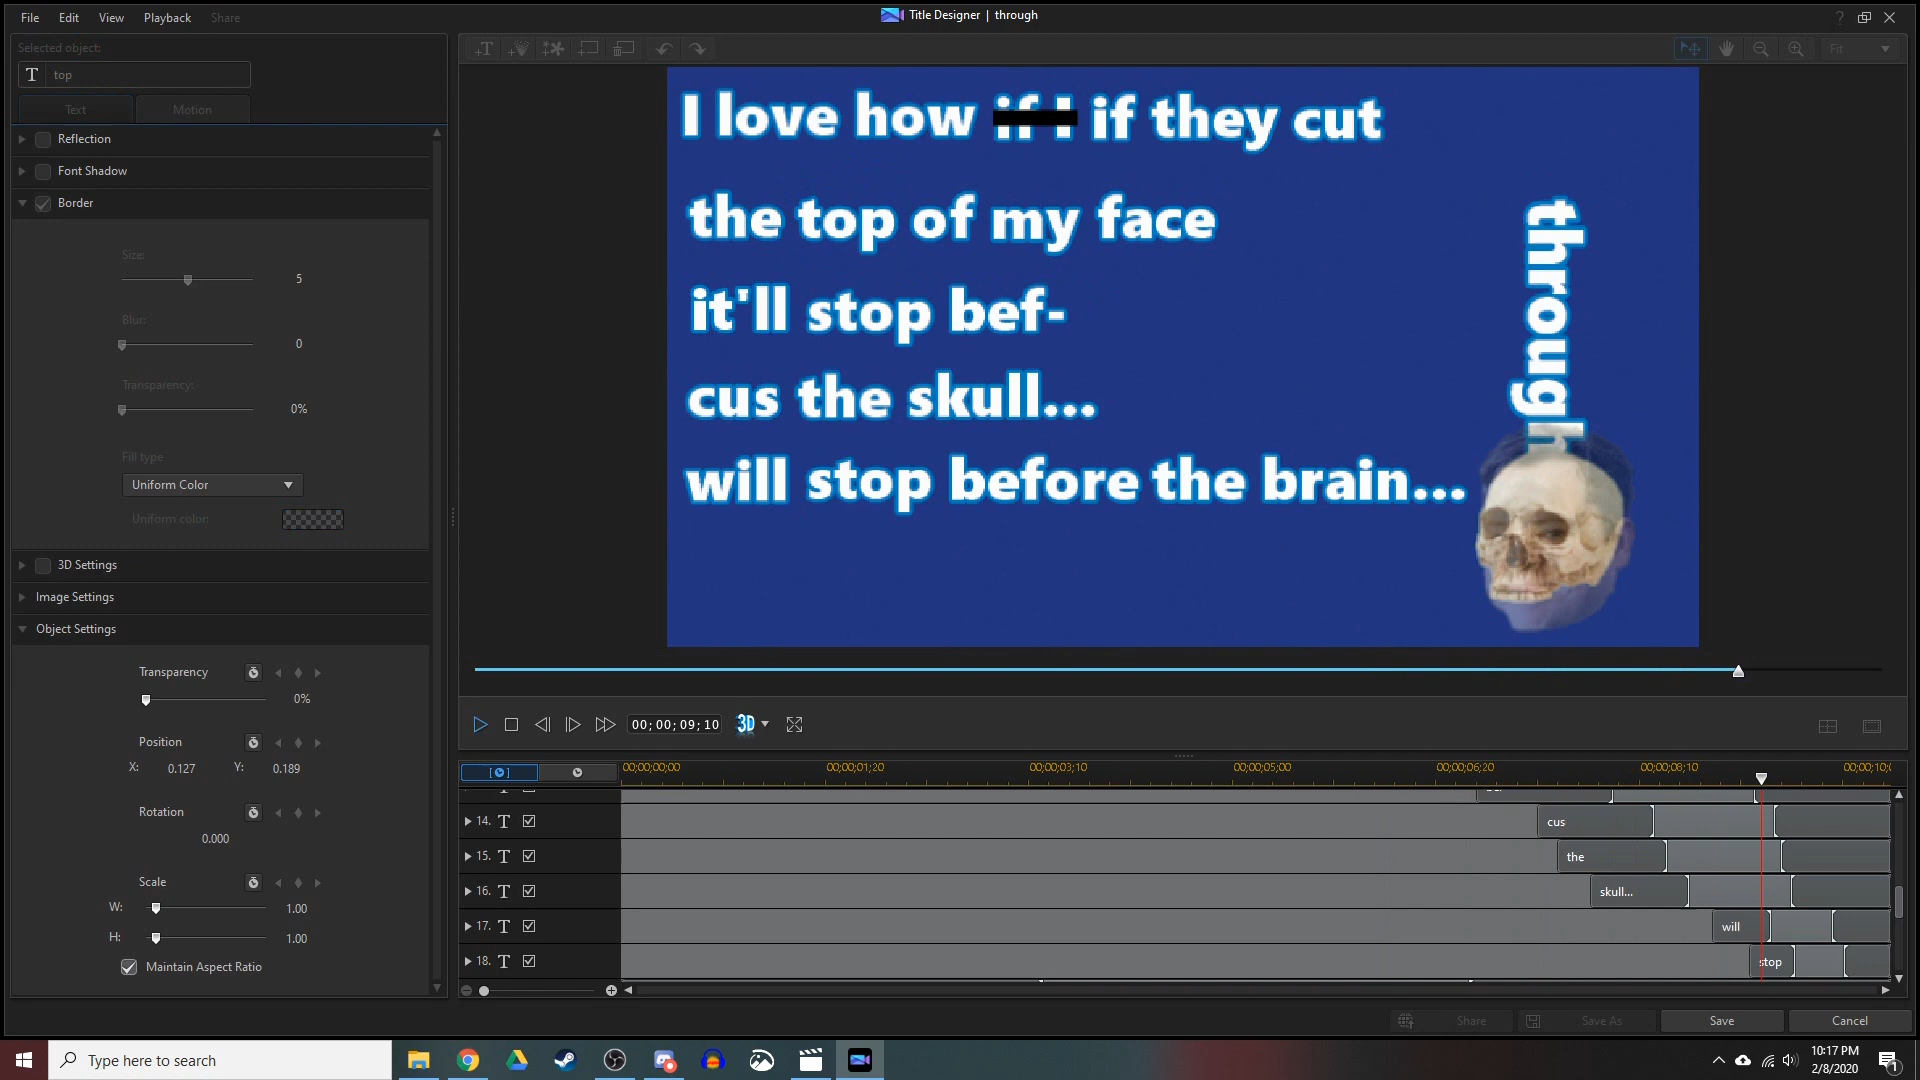 File Edit View Playback Share
Title Designer | through
Selected object:
T top
Text Motion
Reflection
Font Shadow
Border
Size:
5
Blur:
0
Transparency:
0%
Fill type
Uniform Color
Uniform color:
3D Settings
Image Settings
Object Settings
Transparency
0%
Position
X: 0.127 Y: 0.189
Rotation
0.000
Scale
W: 1.00
H: 1.00
Maintain Aspect Ratio
Fit
I love how if I if they cut
the top of my face
it'll stop bef-
cus the skull...
will stop before the brain...
through
00;00;09;10 3D
00;00;00;00 00;00;01;20 00;00;03;10 00;00;05;00 00;00;06;20 00;00;08;10 00;00;10;0
14. T cus
15. T the
16. T skull...
17. T will
18. T stop
Share Save As Save Cancel
Type here to search
10:17 PM
2/8/2020
1